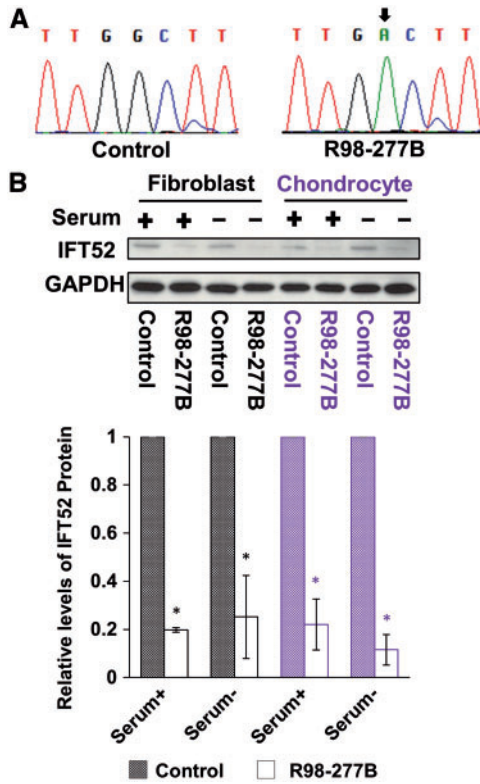 A
T T G G C T T
T T G A C T T
Control
R98-277B
B
Fibroblast Chondrocyte
Serum + + − − + + − −
IFT52
GAPDH
Control R98-277B Control R98-277B Control R98-277B Control R98-277B
Relative levels of IFT52 Protein
1
0.8
0.6
0.4
0.2
0
* * * *
Serum+ Serum- Serum+ Serum-
Control R98-277B